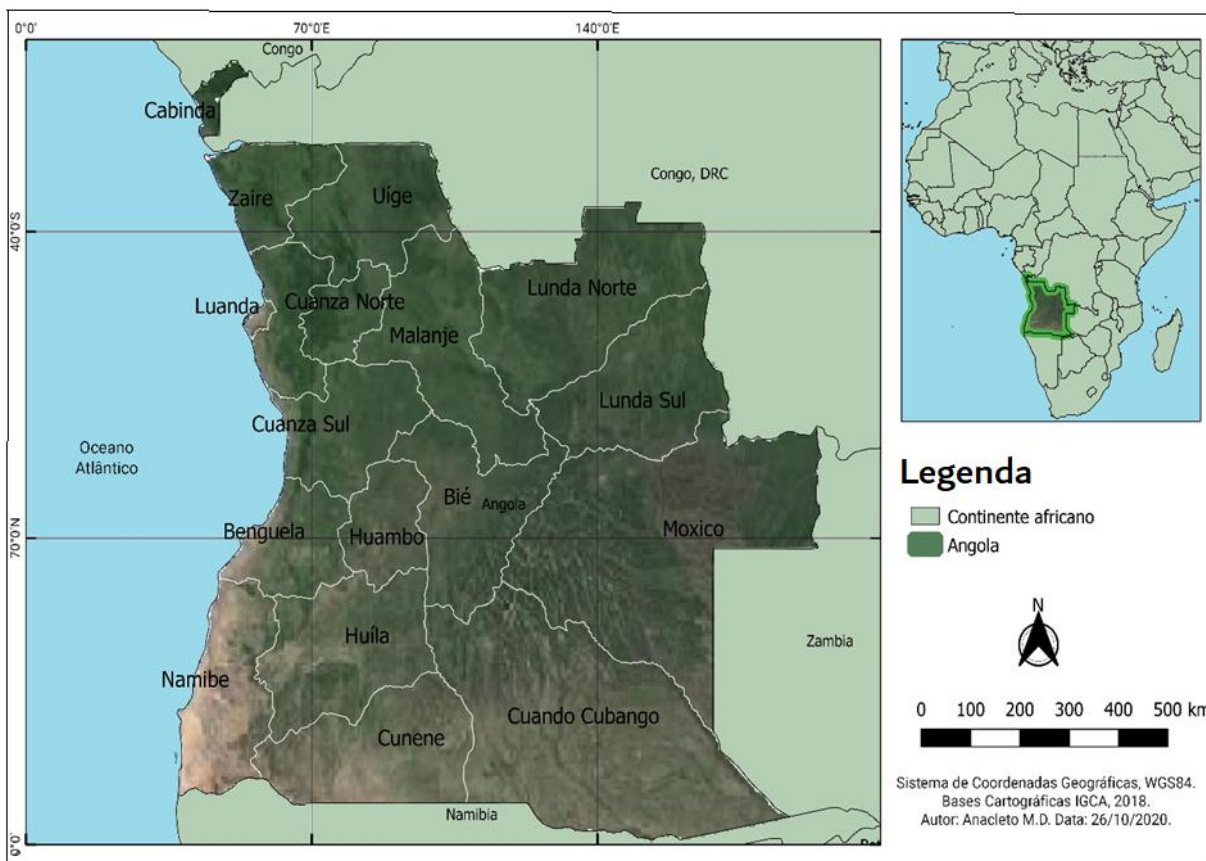 0°0'
70°0'E
140°0'E
Congo
Cabinda
Zaire
Uíge
Congo, DRC
40°0'S
Luanda
Cuanza Norte
Lunda Norte
Malanje
Cuanza Sul
Lunda Sul
Oceano
Atlântico
Bié
Angola
Benguela
Huambo
Moxico
70°0'N
Huíla
Zambia
Namibe
Cuando Cubango
Cunene
Namibia
0°0'
Legenda
Continente africano
Angola
N
0 100 200 300 400 500 km
Sistema de Coordenadas Geográficas, WGS84.
Bases Cartográficas IGCA, 2018.
Autor: Anacleto M.D. Data: 26/10/2020.